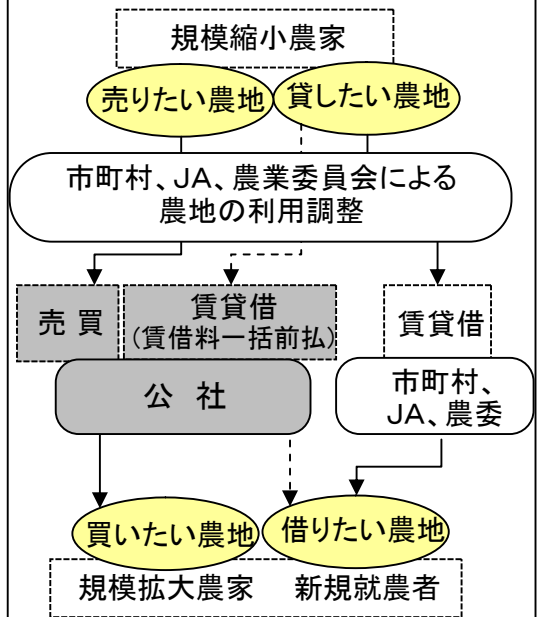 規模縮小農家
売りたい農地
貸したい農地
市町村、JA、農業委員会による
農地の利用調整
売 買
賃貸借
(賃借料一括前払)
賃貸借
公 社
市町村、
JA、農委
買いたい農地
借りたい農地
規模拡大農家 新規就農者